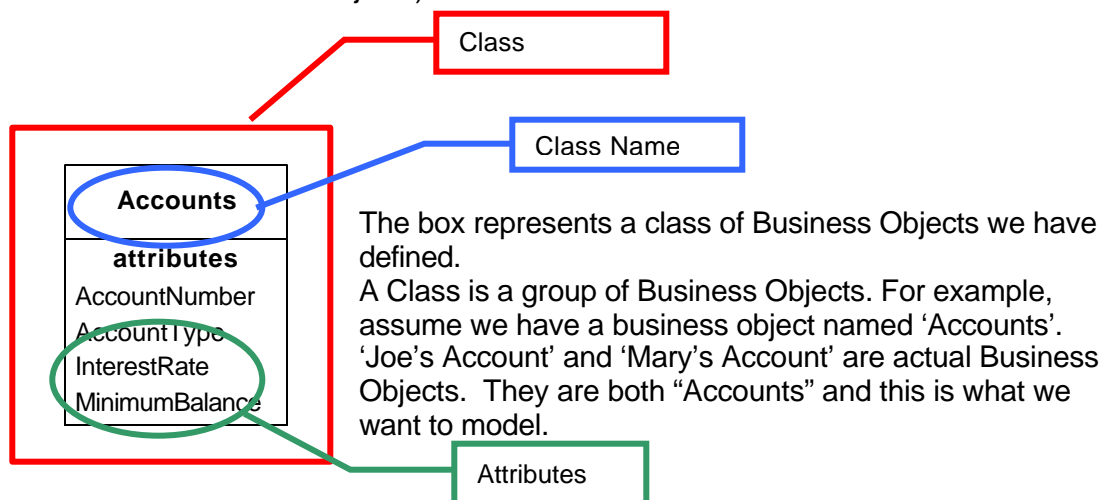 Class
Class Name
Accounts
attributes
AccountNumber
AccountType
InterestRate
MinimumBalance
The box represents a class of Business Objects we have
defined.
A Class is a group of Business Objects. For example,
assume we have a business object named ‘Accounts’.
‘Joe’s Account’ and ‘Mary’s Account’ are actual Business
Objects. They are both “Accounts” and this is what we
want to model.
Attributes